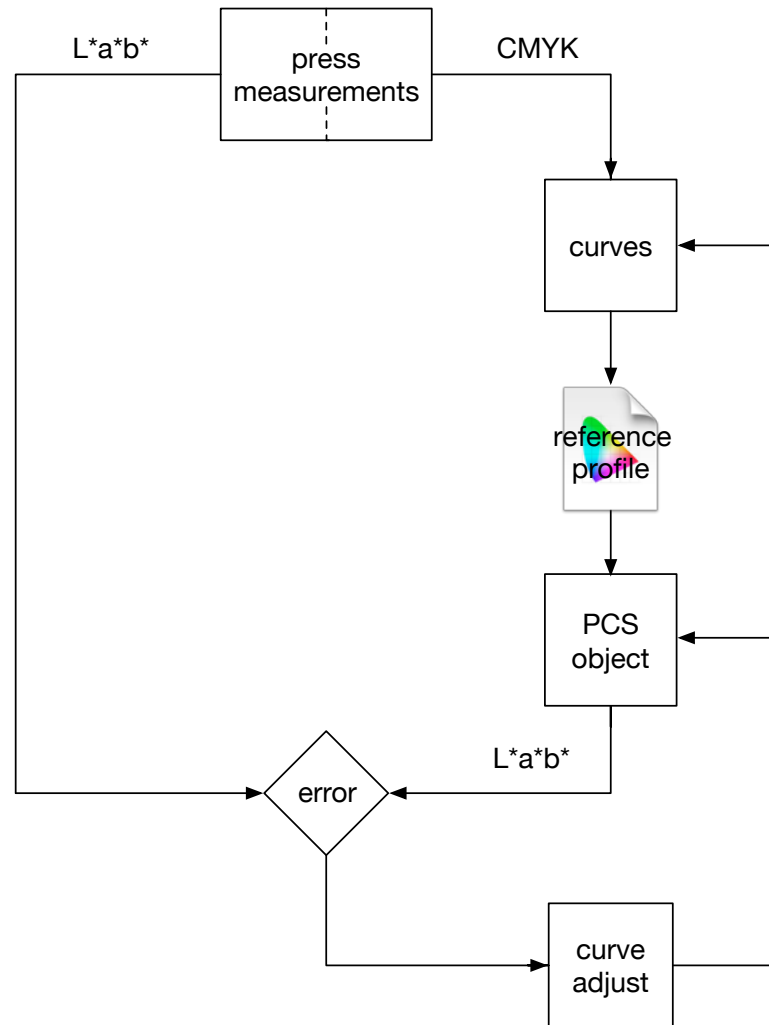 L*a*b*
press
measurements
CMYK
curves
reference
profile
PCS
object
L*a*b*
error
curve
adjust